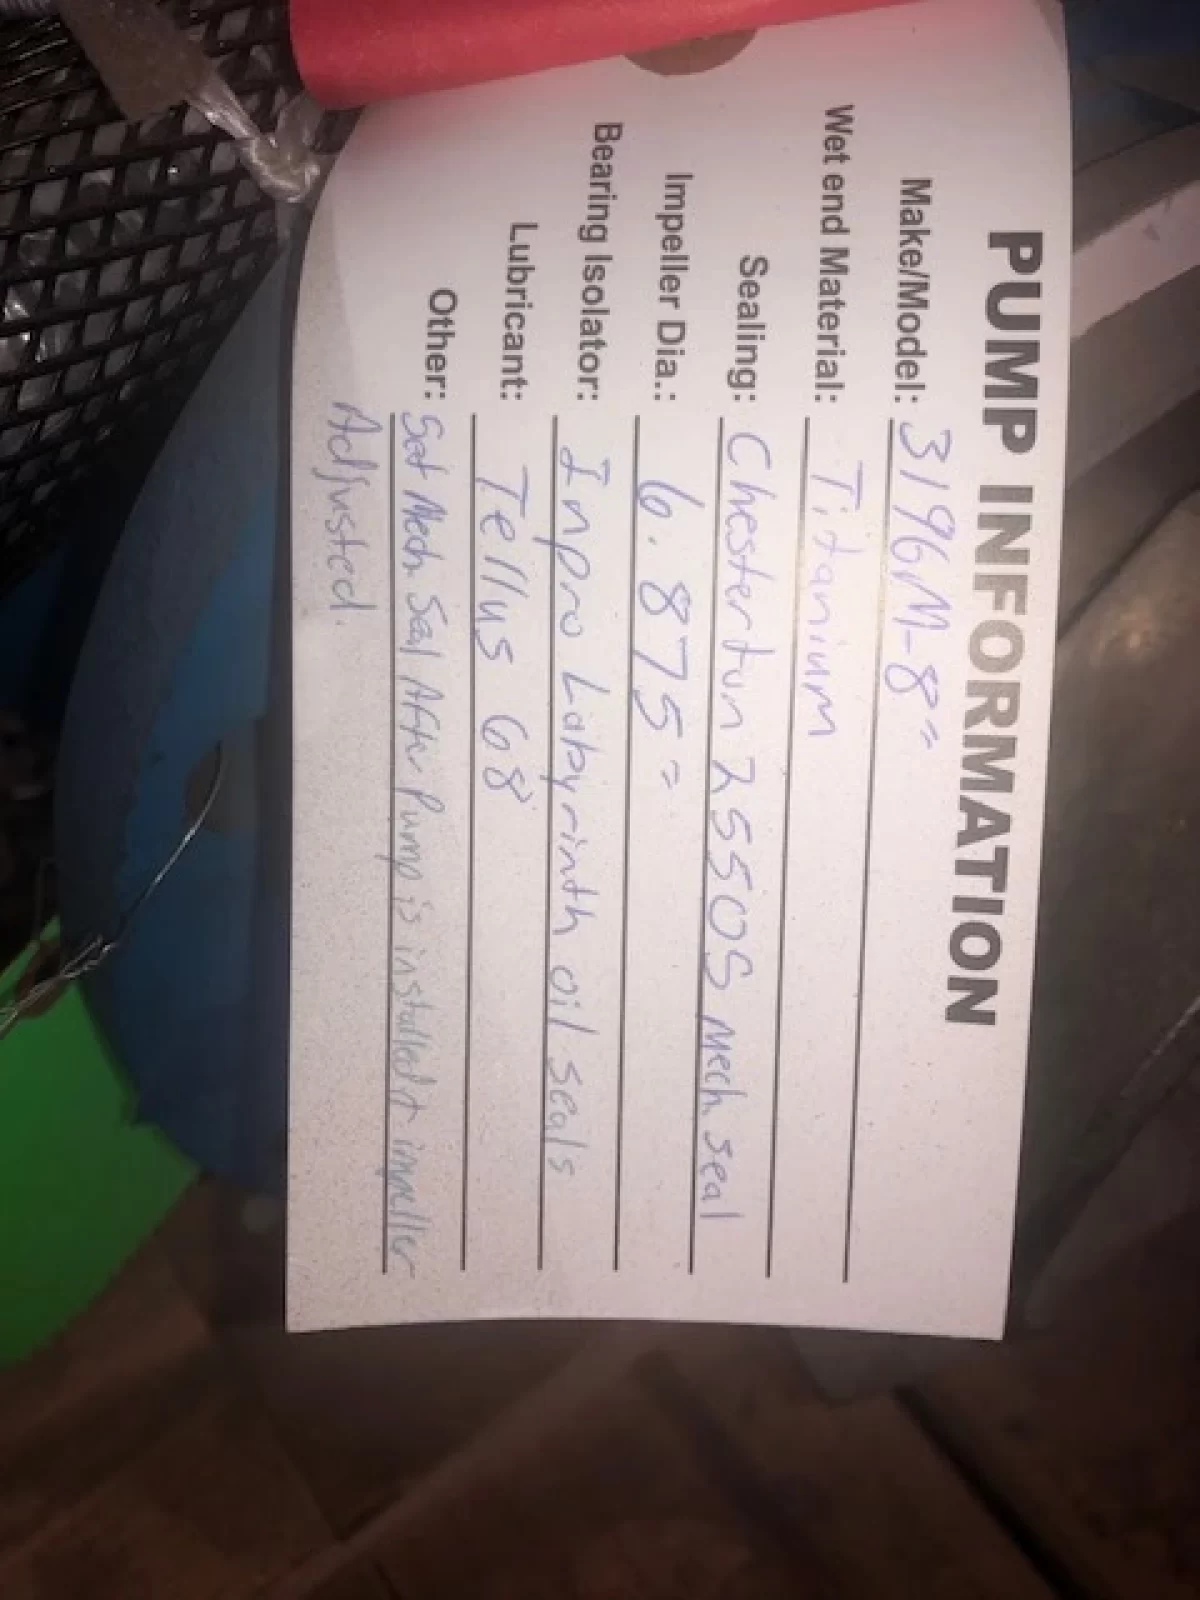 PUMP INFORMATION
Make/Model: 3196M-8"
Wet end Material: Titanium
Sealing: Chesterton 255OS mech. seal
Impeller Dia.: 6.875"
Bearing Isolator: Inpro Labyrinth oil seals
Lubricant: Tellus 68
Other: Set Mech Seal After Pump is installed & impeller
Adjusted.